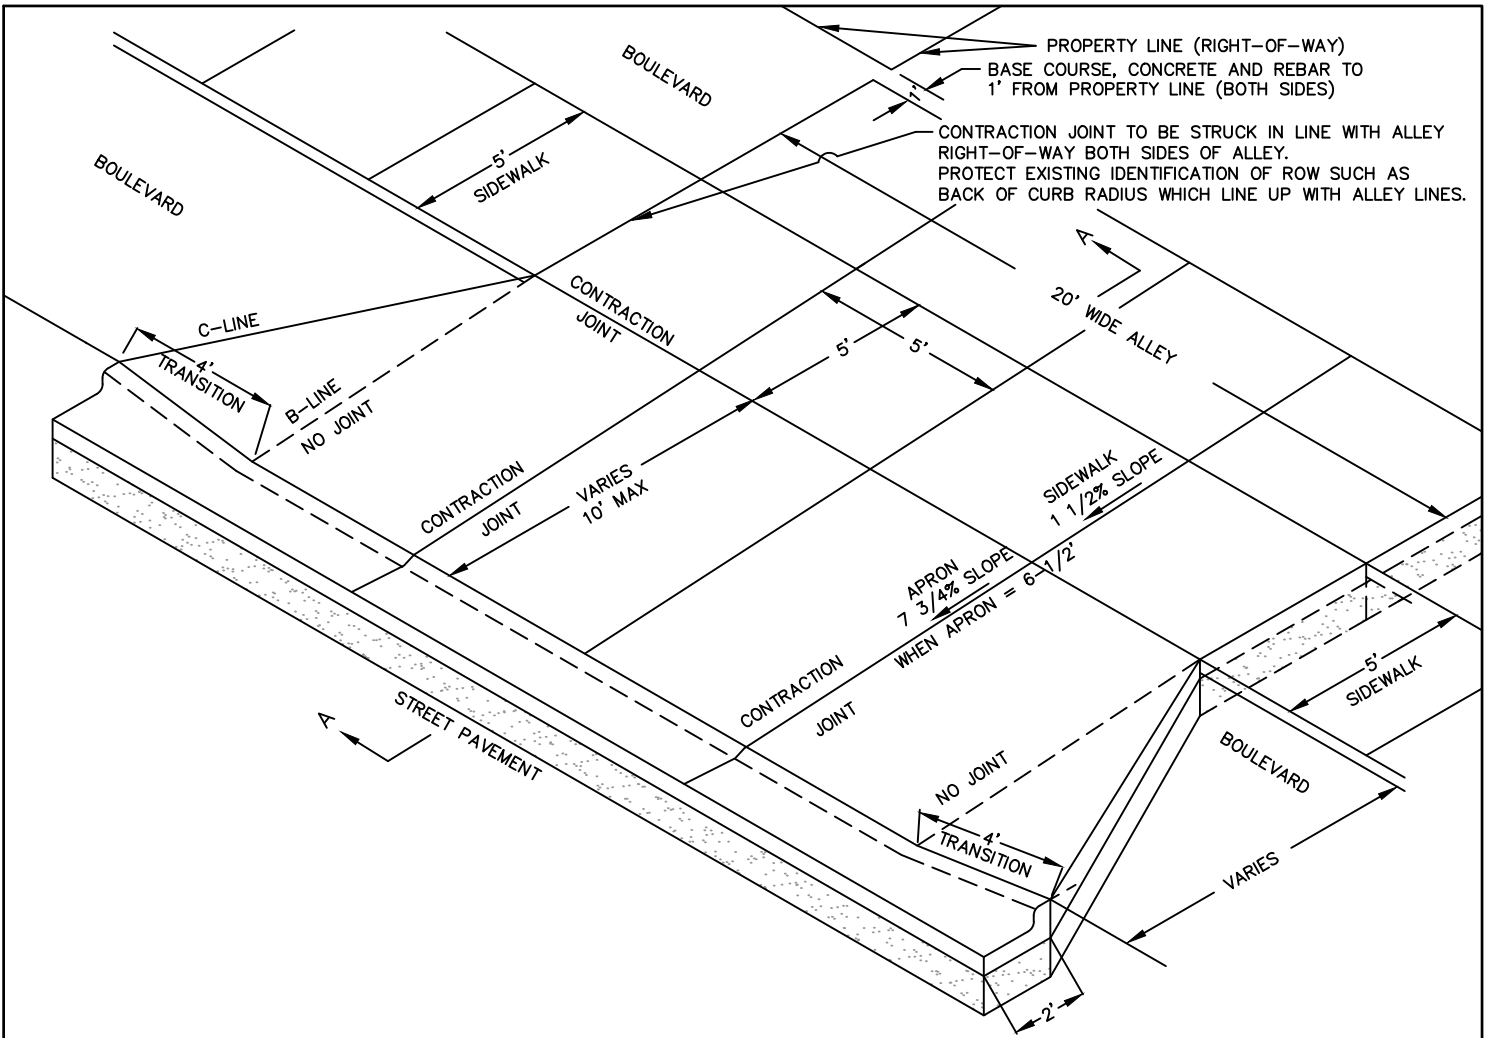 PROPERTY LINE (RIGHT-OF-WAY)
BASE COURSE, CONCRETE AND REBAR TO
1' FROM PROPERTY LINE (BOTH SIDES)
1'
CONTRACTION JOINT TO BE STRUCK IN LINE WITH ALLEY
RIGHT-OF-WAY BOTH SIDES OF ALLEY.
PROTECT EXISTING IDENTIFICATION OF ROW SUCH AS
BACK OF CURB RADIUS WHICH LINE UP WITH ALLEY LINES.
BOULEVARD
BOULEVARD
5'
SIDEWALK
A
20' WIDE ALLEY
C-LINE
4'
TRANSITION
B-LINE
NO JOINT
CONTRACTION
JOINT
5'
5'
CONTRACTION
JOINT
VARIES
10' MAX
SIDEWALK
1 1/2% SLOPE
APRON
7 3/4% SLOPE
WHEN APRON = 6-1/2'
CONTRACTION
JOINT
5'
SIDEWALK
A
STREET PAVEMENT
NO JOINT
BOULEVARD
4'
TRANSITION
VARIES
2'